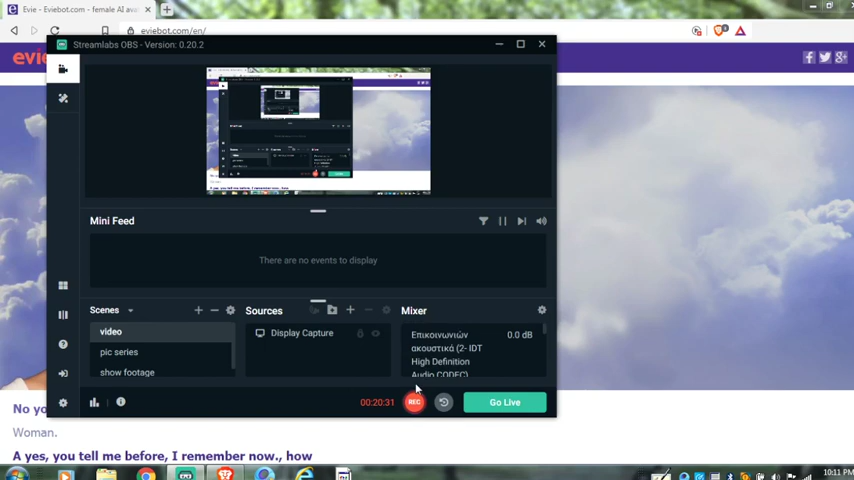 Evie - Eviebot.com - female AI ava
eviebot.com/en/
evie
Streamlabs OBS - Version: 0.20.2
Mini Feed
There are no events to display
Scenes
Sources
Mixer
video
pic series
show footage
Display Capture
Επικοινωνιών
ακουστικά (2- IDT
High Definition
Audio CODEC)
0.0 dB
00:20:31
REC
Go Live
No yo
Woman.
A yes, you tell me before, I remember now., how
10:11 PM